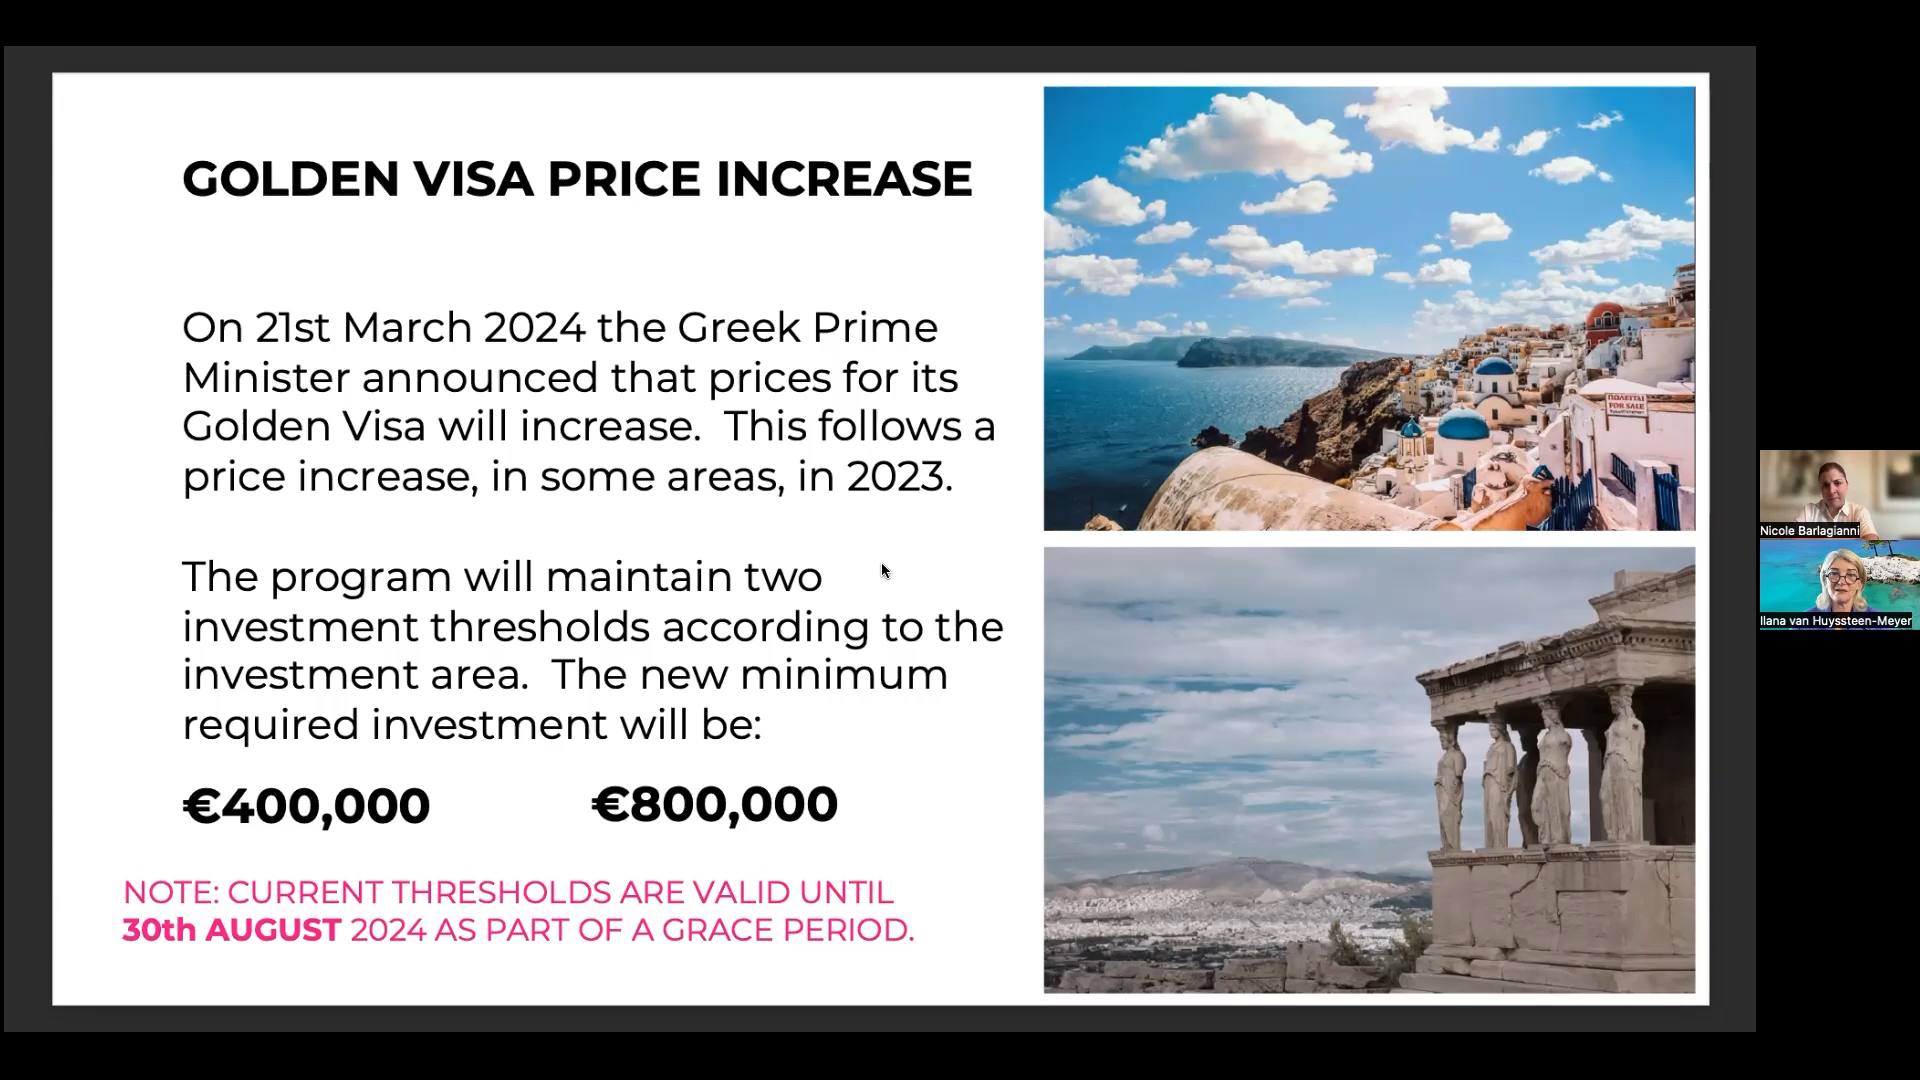 GOLDEN VISA PRICE INCREASE
On 21st March 2024 the Greek Prime
Minister announced that prices for its
Golden Visa will increase.  This follows a
price increase, in some areas, in 2023.
The program will maintain two
investment thresholds according to the
investment area.  The new minimum
required investment will be:
€400,000 €800,000
NOTE: CURRENT THRESHOLDS ARE VALID UNTIL
30th AUGUST 2024 AS PART OF A GRACE PERIOD.
ΠΩΛΕΙΤΑΙ
FOR SALE
Nicole Barlagianni
Ilana van Huyssteen-Meyer